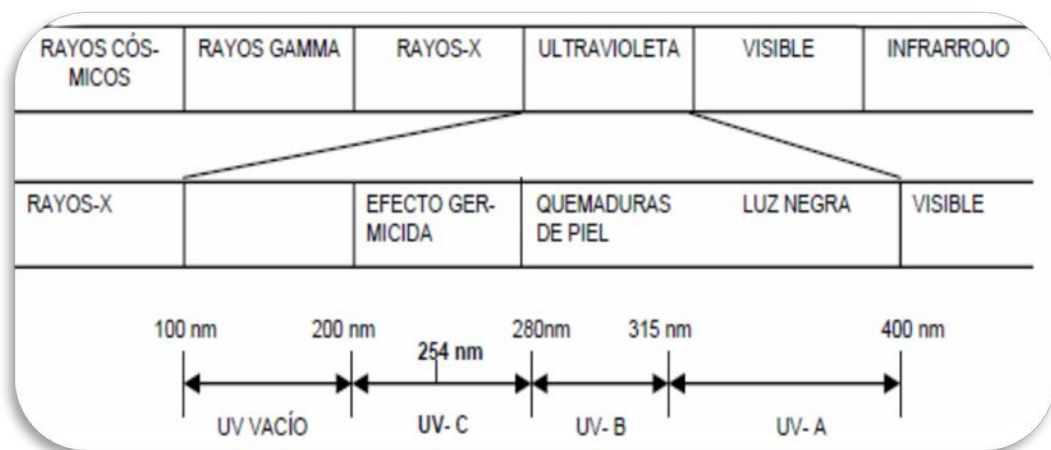 RAYOS CÓS-
MICOS
RAYOS GAMMA
RAYOS-X
ULTRAVIOLETA
VISIBLE
INFRARROJO
RAYOS-X
EFECTO GER-
MICIDA
QUEMADURAS
DE PIEL
LUZ NEGRA
VISIBLE
100 nm
200 nm
254 nm
280nm
315 nm
400 nm
UV VACÍO
UV- C
UV- B
UV- A